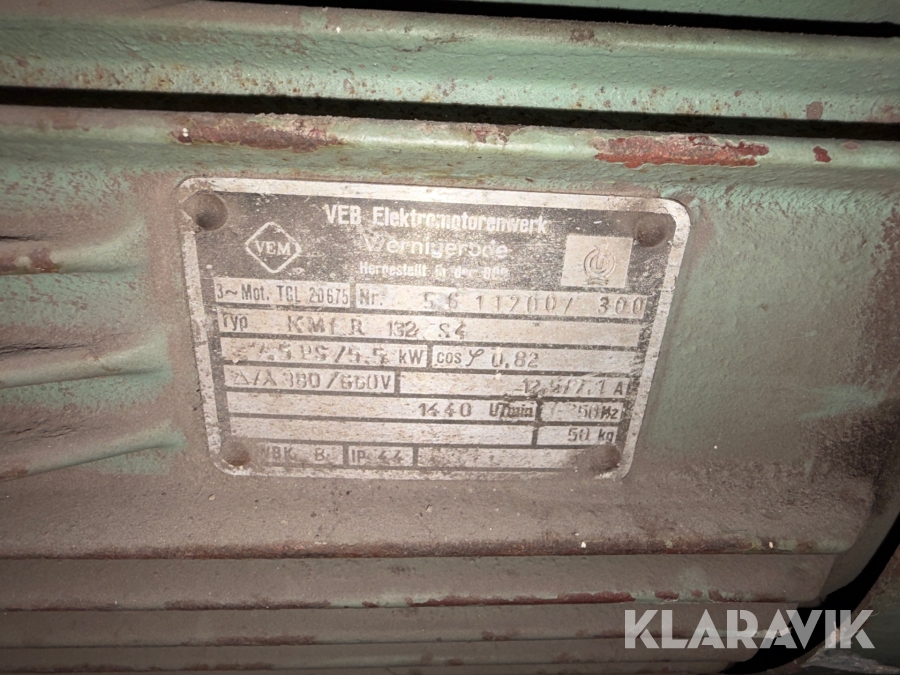 VEB Elektromotorenwerk
VEM
Wernigerode
Hergestellt in der DDR
3~Mot. TGL 20675 Nr. 56 112007 300
Typ KMER 132 S4
7,5 PS/5,5 kW cos φ 0,82
△/⅄ 380/660V 12,5/7,1 A
1440 U/min 50Hz
50 kg
WBK B IP 44
KLARAVIK